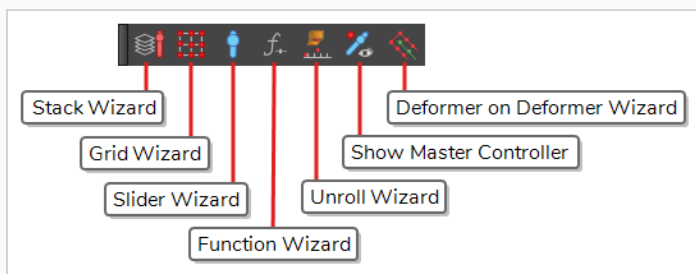 Stack Wizard
Deformer on Deformer Wizard
Grid Wizard
Show Master Controller
Slider Wizard
Unroll Wizard
Function Wizard